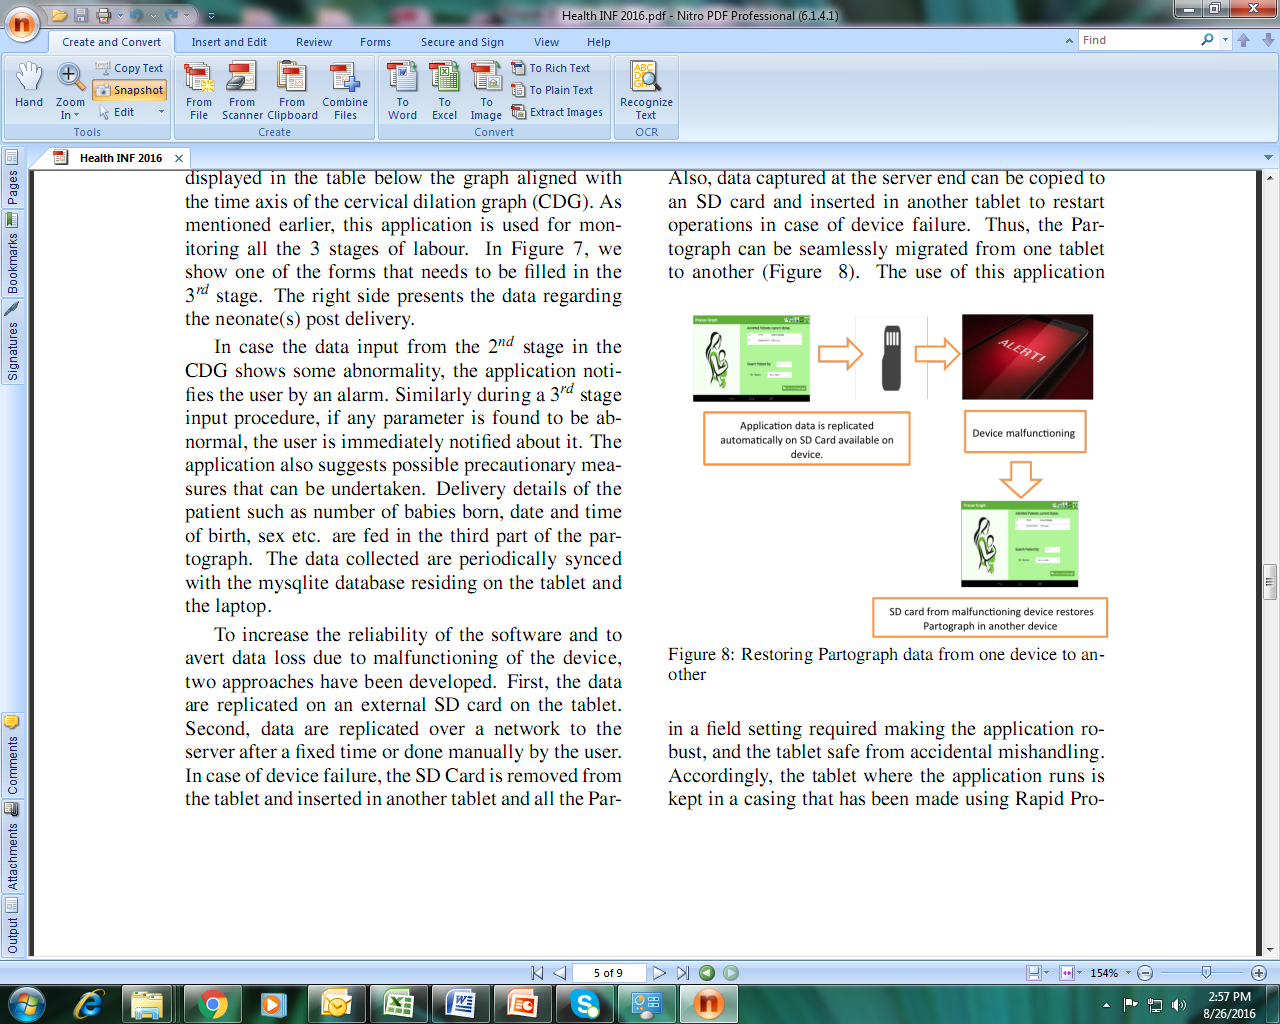 Health INF 2016.pdf - Nitro PDF Professional (6.1.4.1)
Create and Convert
Insert and Edit
Review
Forms
Secure and Sign
View
Help
Find
Hand
Zoom In
Copy Text
Snapshot
Edit
Tools
From File
From Scanner
From Clipboard
Combine Files
Create
To Word
To Excel
To Image
To Rich Text
To Plain Text
Extract Images
Convert
Recognize Text
OCR
Health INF 2016
Pages
Bookmarks
Signatures
Comments
Attachments
Output
displayed in the table below the graph aligned with
the time axis of the cervical dilation graph (CDG). As
mentioned earlier, this application is used for mon-
itoring all the 3 stages of labour. In Figure 7, we
show one of the forms that needs to be filled in the
3rd stage. The right side presents the data regarding
the neonate(s) post delivery.
In case the data input from the 2nd stage in the
CDG shows some abnormality, the application noti-
fies the user by an alarm. Similarly during a 3rd stage
input procedure, if any parameter is found to be ab-
normal, the user is immediately notified about it. The
application also suggests possible precautionary mea-
sures that can be undertaken. Delivery details of the
patient such as number of babies born, date and time
of birth, sex etc. are fed in the third part of the par-
tograph. The data collected are periodically synced
with the mysqlite database residing on the tablet and
the laptop.
To increase the reliability of the software and to
avert data loss due to malfunctioning of the device,
two approaches have been developed. First, the data
are replicated on an external SD card on the tablet.
Second, data are replicated over a network to the
server after a fixed time or done manually by the user.
In case of device failure, the SD Card is removed from
the tablet and inserted in another tablet and all the Par-
Also, data captured at the server end can be copied to
an SD card and inserted in another tablet to restart
operations in case of device failure. Thus, the Par-
tograph can be seamlessly migrated from one tablet
to another (Figure 8). The use of this application
ALERT!
Application data is replicated
automatically on SD Card available on
device.
Device malfunctioning
SD card from malfunctioning device restores
Partograph in another device
Figure 8: Restoring Partograph data from one device to an-
other
in a field setting required making the application ro-
bust, and the tablet safe from accidental mishandling.
Accordingly, the tablet where the application runs is
kept in a casing that has been made using Rapid Pro-
5 of 9
154%
2:57 PM
8/26/2016